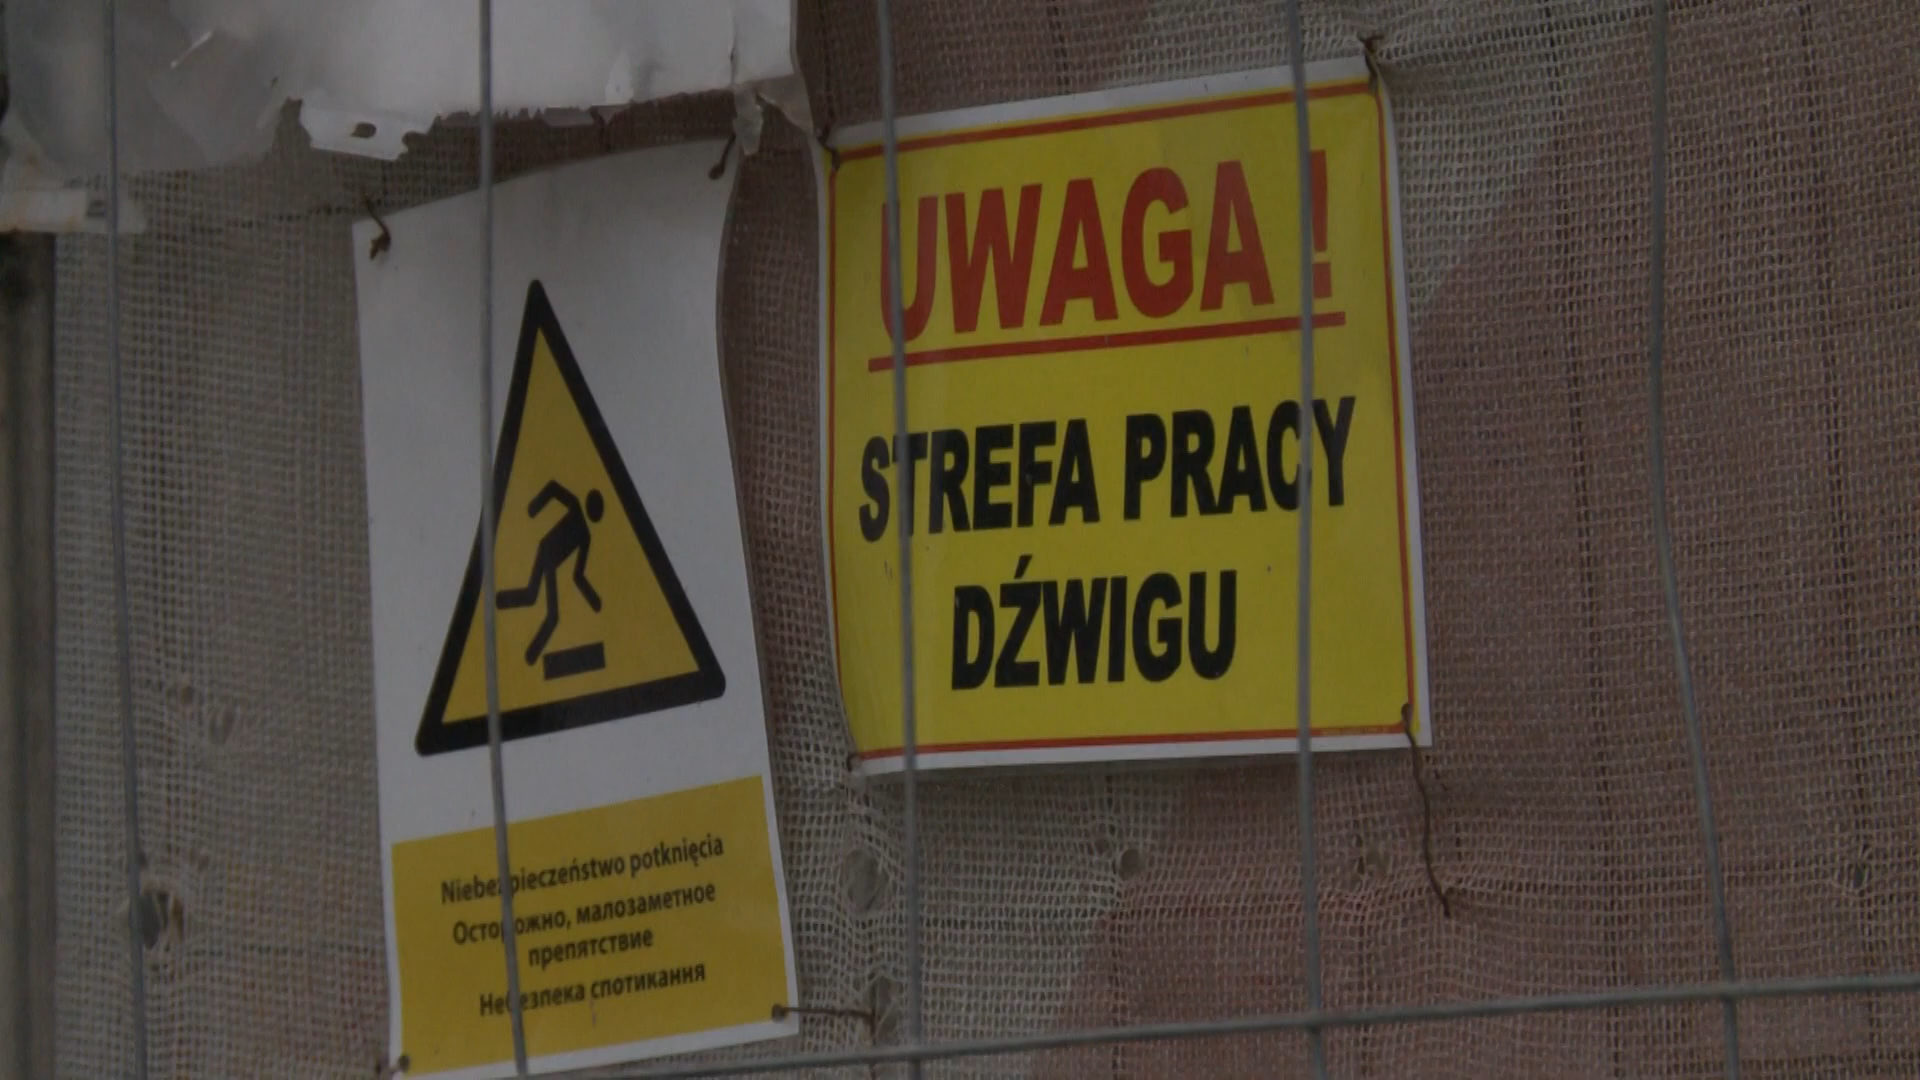 UWAGA !
STREFA PRACY
DŹWIGU
Niebezpieczeństwo potknięcia
Осторожно, малозаметное
препятствие
Небезпека спотикання